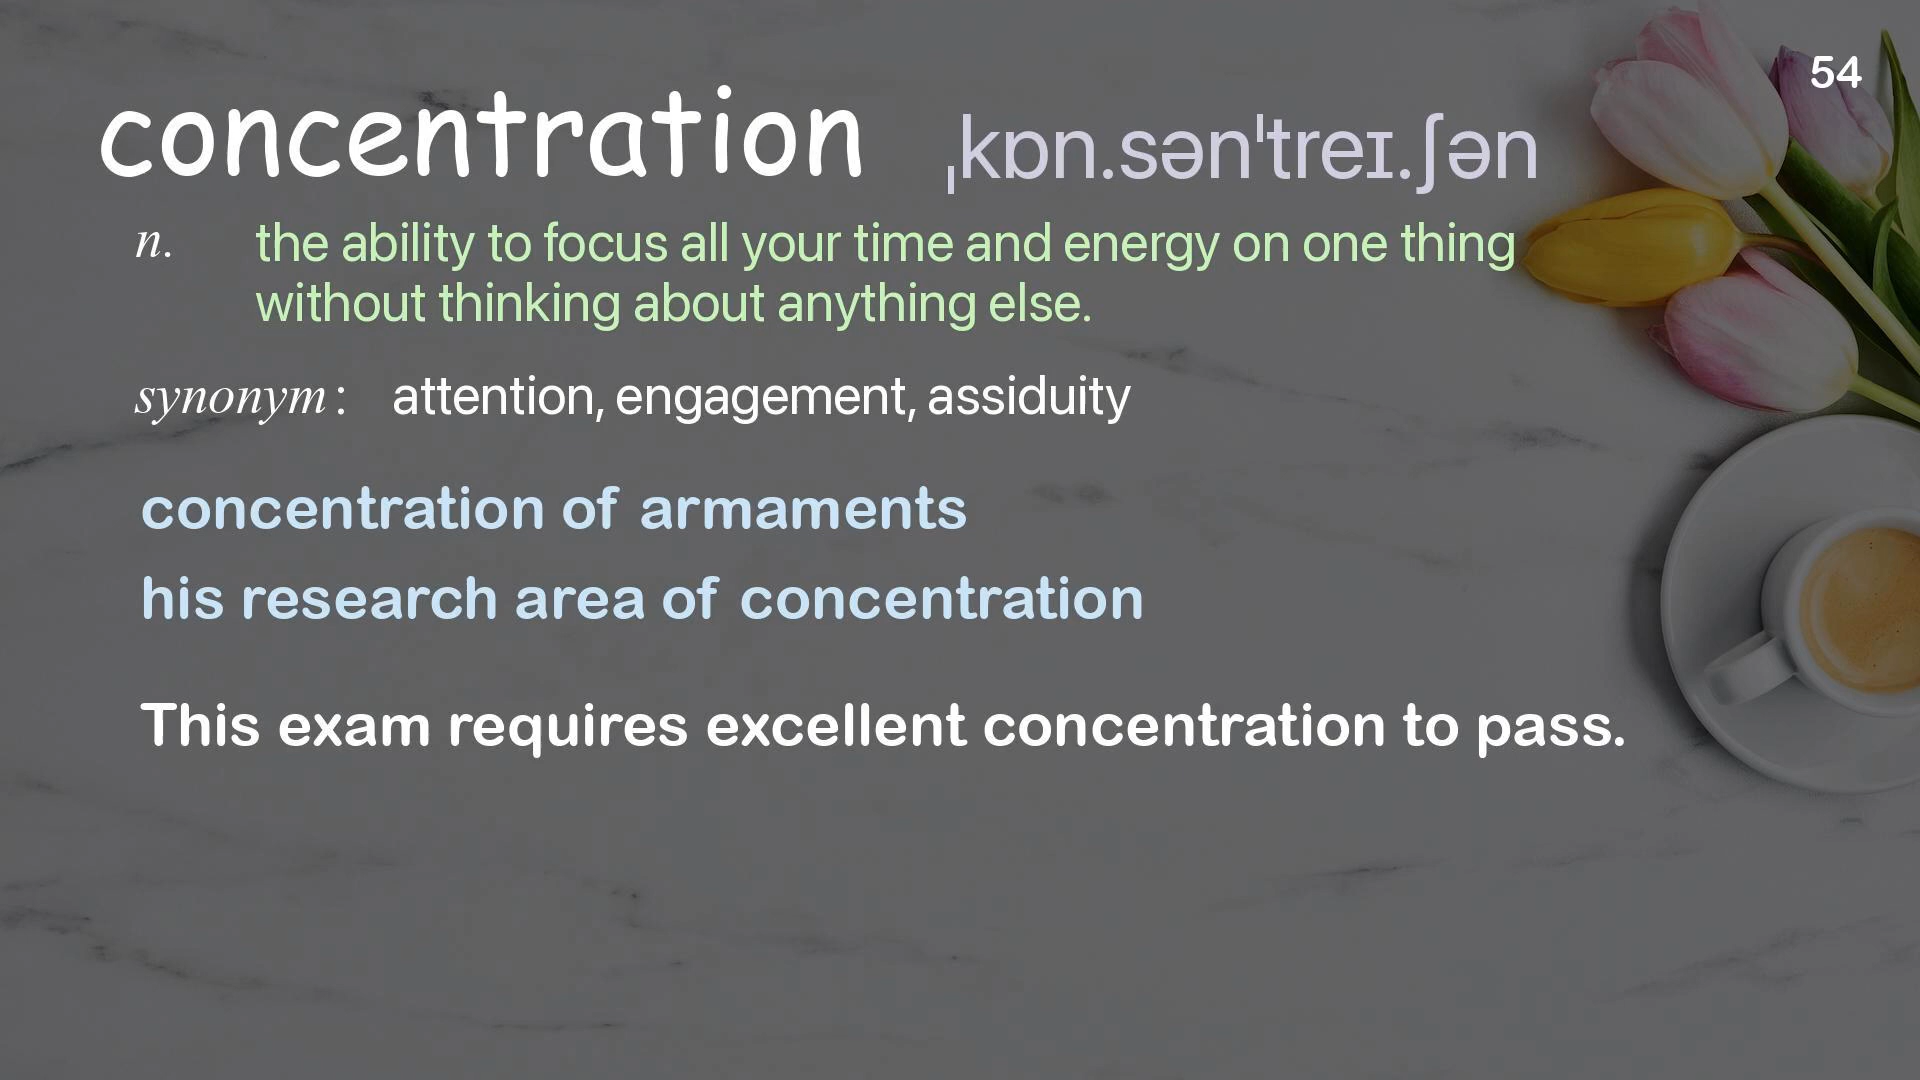 54
concentration ˌkɒn.sənˈtreɪ.ʃən
n. the ability to focus all your time and energy on one thing
without thinking about anything else.
synonym: attention, engagement, assiduity
concentration of armaments
his research area of concentration
This exam requires excellent concentration to pass.